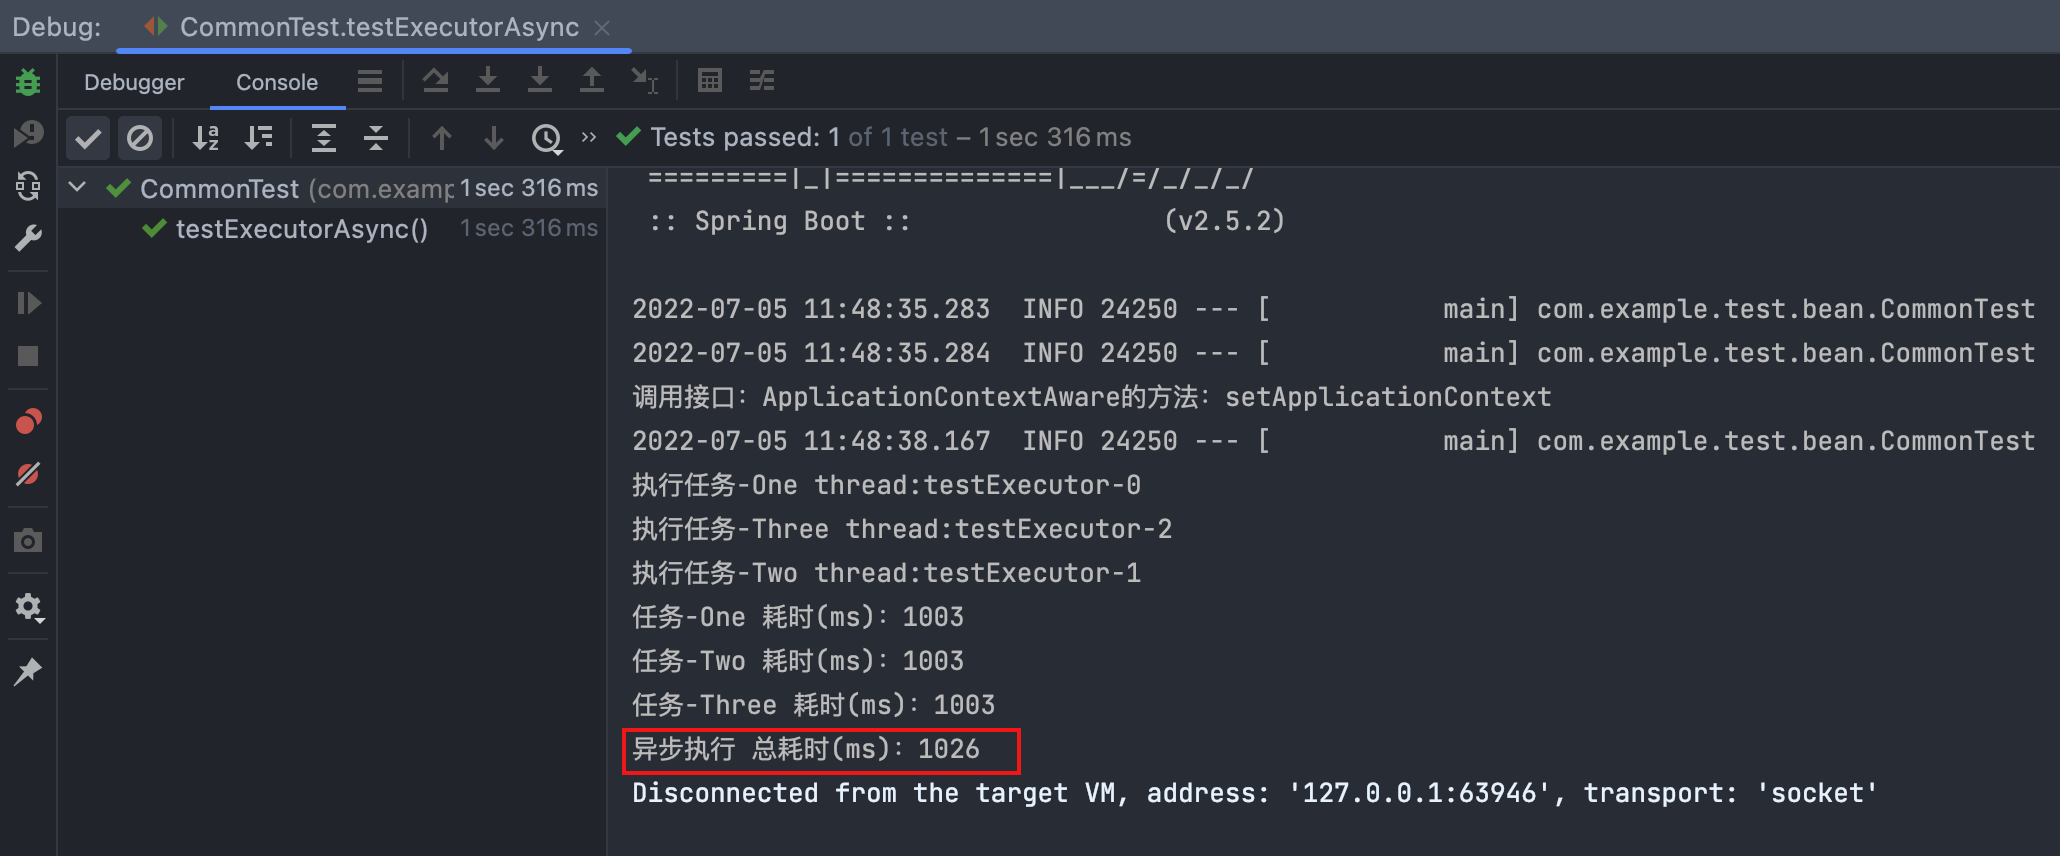 Debug: CommonTest.testExecutorAsync
Debugger Console
Tests passed: 1 of 1 test – 1 sec 316 ms
CommonTest (com.examp 1 sec 316 ms
testExecutorAsync() 1 sec 316 ms
=========|_|==============|___/=/_/_/_/
:: Spring Boot :: (v2.5.2)
2022-07-05 11:48:35.283 INFO 24250 --- [ main] com.example.test.bean.CommonTest
2022-07-05 11:48:35.284 INFO 24250 --- [ main] com.example.test.bean.CommonTest
调用接口：ApplicationContextAware的方法：setApplicationContext
2022-07-05 11:48:38.167 INFO 24250 --- [ main] com.example.test.bean.CommonTest
执行任务-One thread:testExecutor-0
执行任务-Three thread:testExecutor-2
执行任务-Two thread:testExecutor-1
任务-One 耗时(ms)：1003
任务-Two 耗时(ms)：1003
任务-Three 耗时(ms)：1003
异步执行 总耗时(ms)：1026
Disconnected from the target VM, address: '127.0.0.1:63946', transport: 'socket'